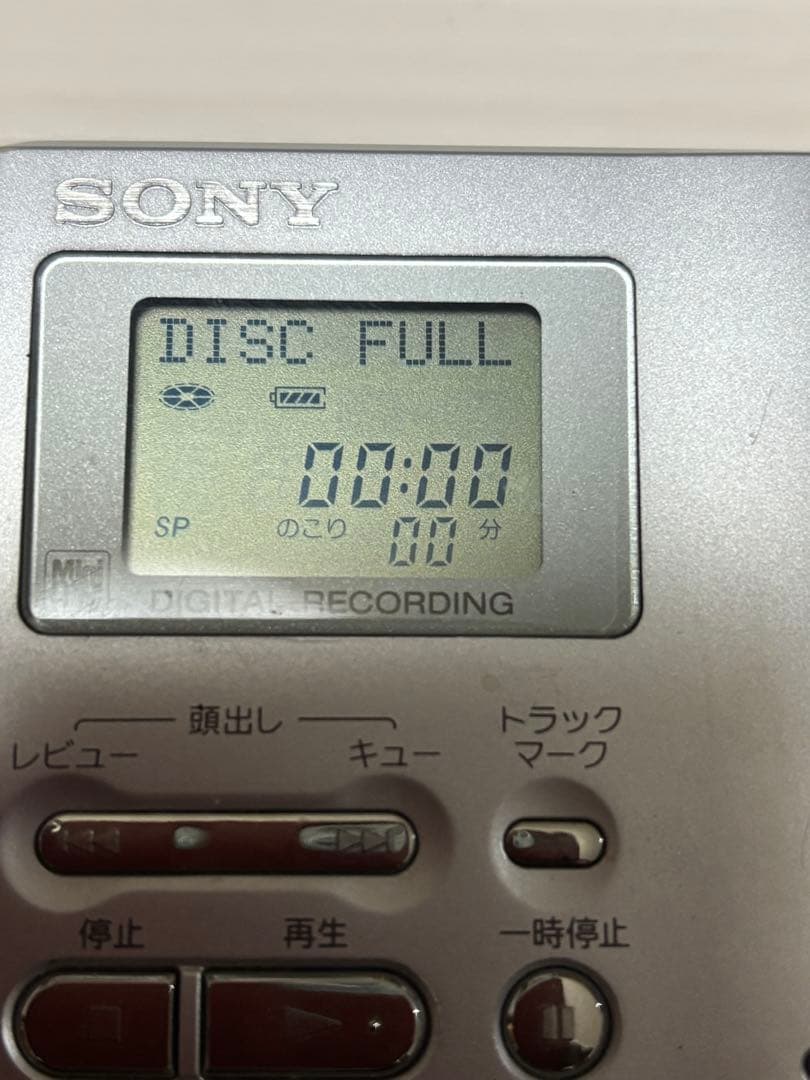 SONY
DISC FULL
00:00
SP のこり 00 分
Mini
DIGITAL RECORDING
頭出し
レビュー キュー
トラック
マーク
停止 再生 一時停止